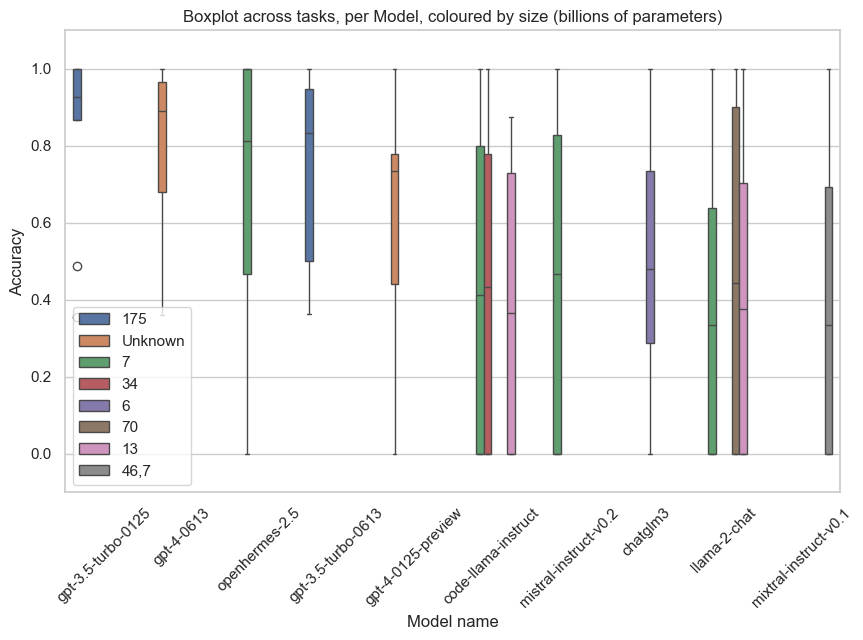 Boxplot across tasks, per Model, coloured by size (billions of parameters)
Accuracy
1.0
0.8
0.6
0.4
0.2
0.0
175
Unknown
7
34
6
70
13
46,7
gpt-3.5-turbo-0125
gpt-4-0613
openhermes-2.5
gpt-3.5-turbo-0613
gpt-4-0125-preview
code-llama-instruct
mistral-instruct-v0.2
chatglm3
llama-2-chat
mixtral-instruct-v0.1
Model name